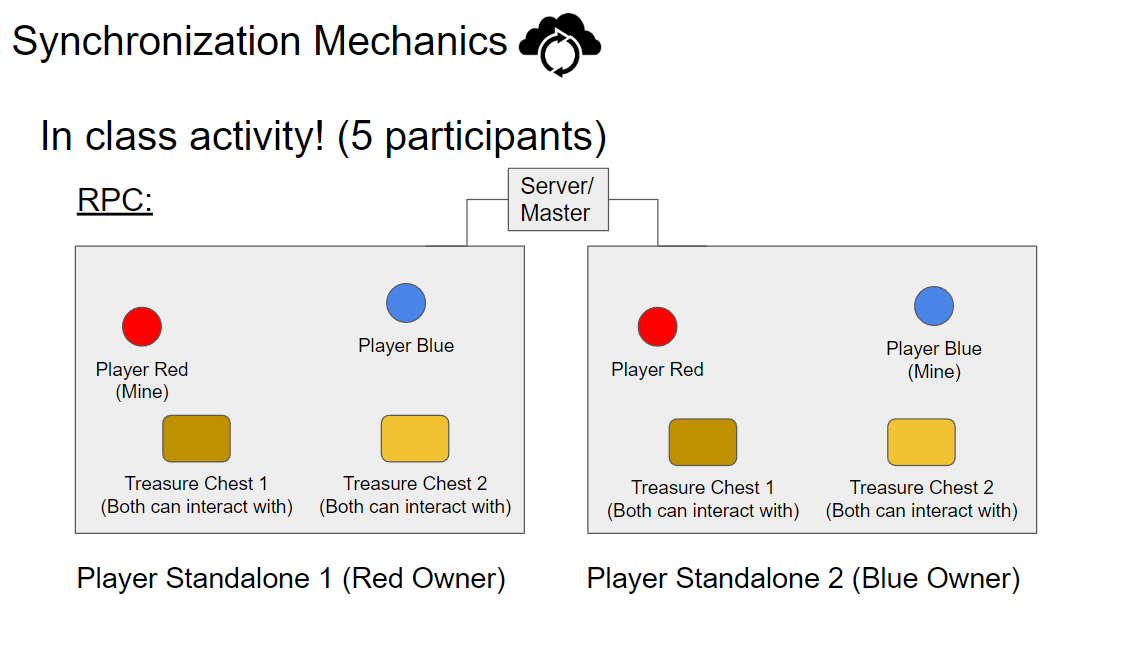 Synchronization Mechanics
In class activity! (5 participants)
RPC:
Server/
Master
Player Red
(Mine)
Player Blue
Treasure Chest 1
(Both can interact with)
Treasure Chest 2
(Both can interact with)
Player Standalone 1 (Red Owner)
Player Red
Player Blue
(Mine)
Treasure Chest 1
(Both can interact with)
Treasure Chest 2
(Both can interact with)
Player Standalone 2 (Blue Owner)